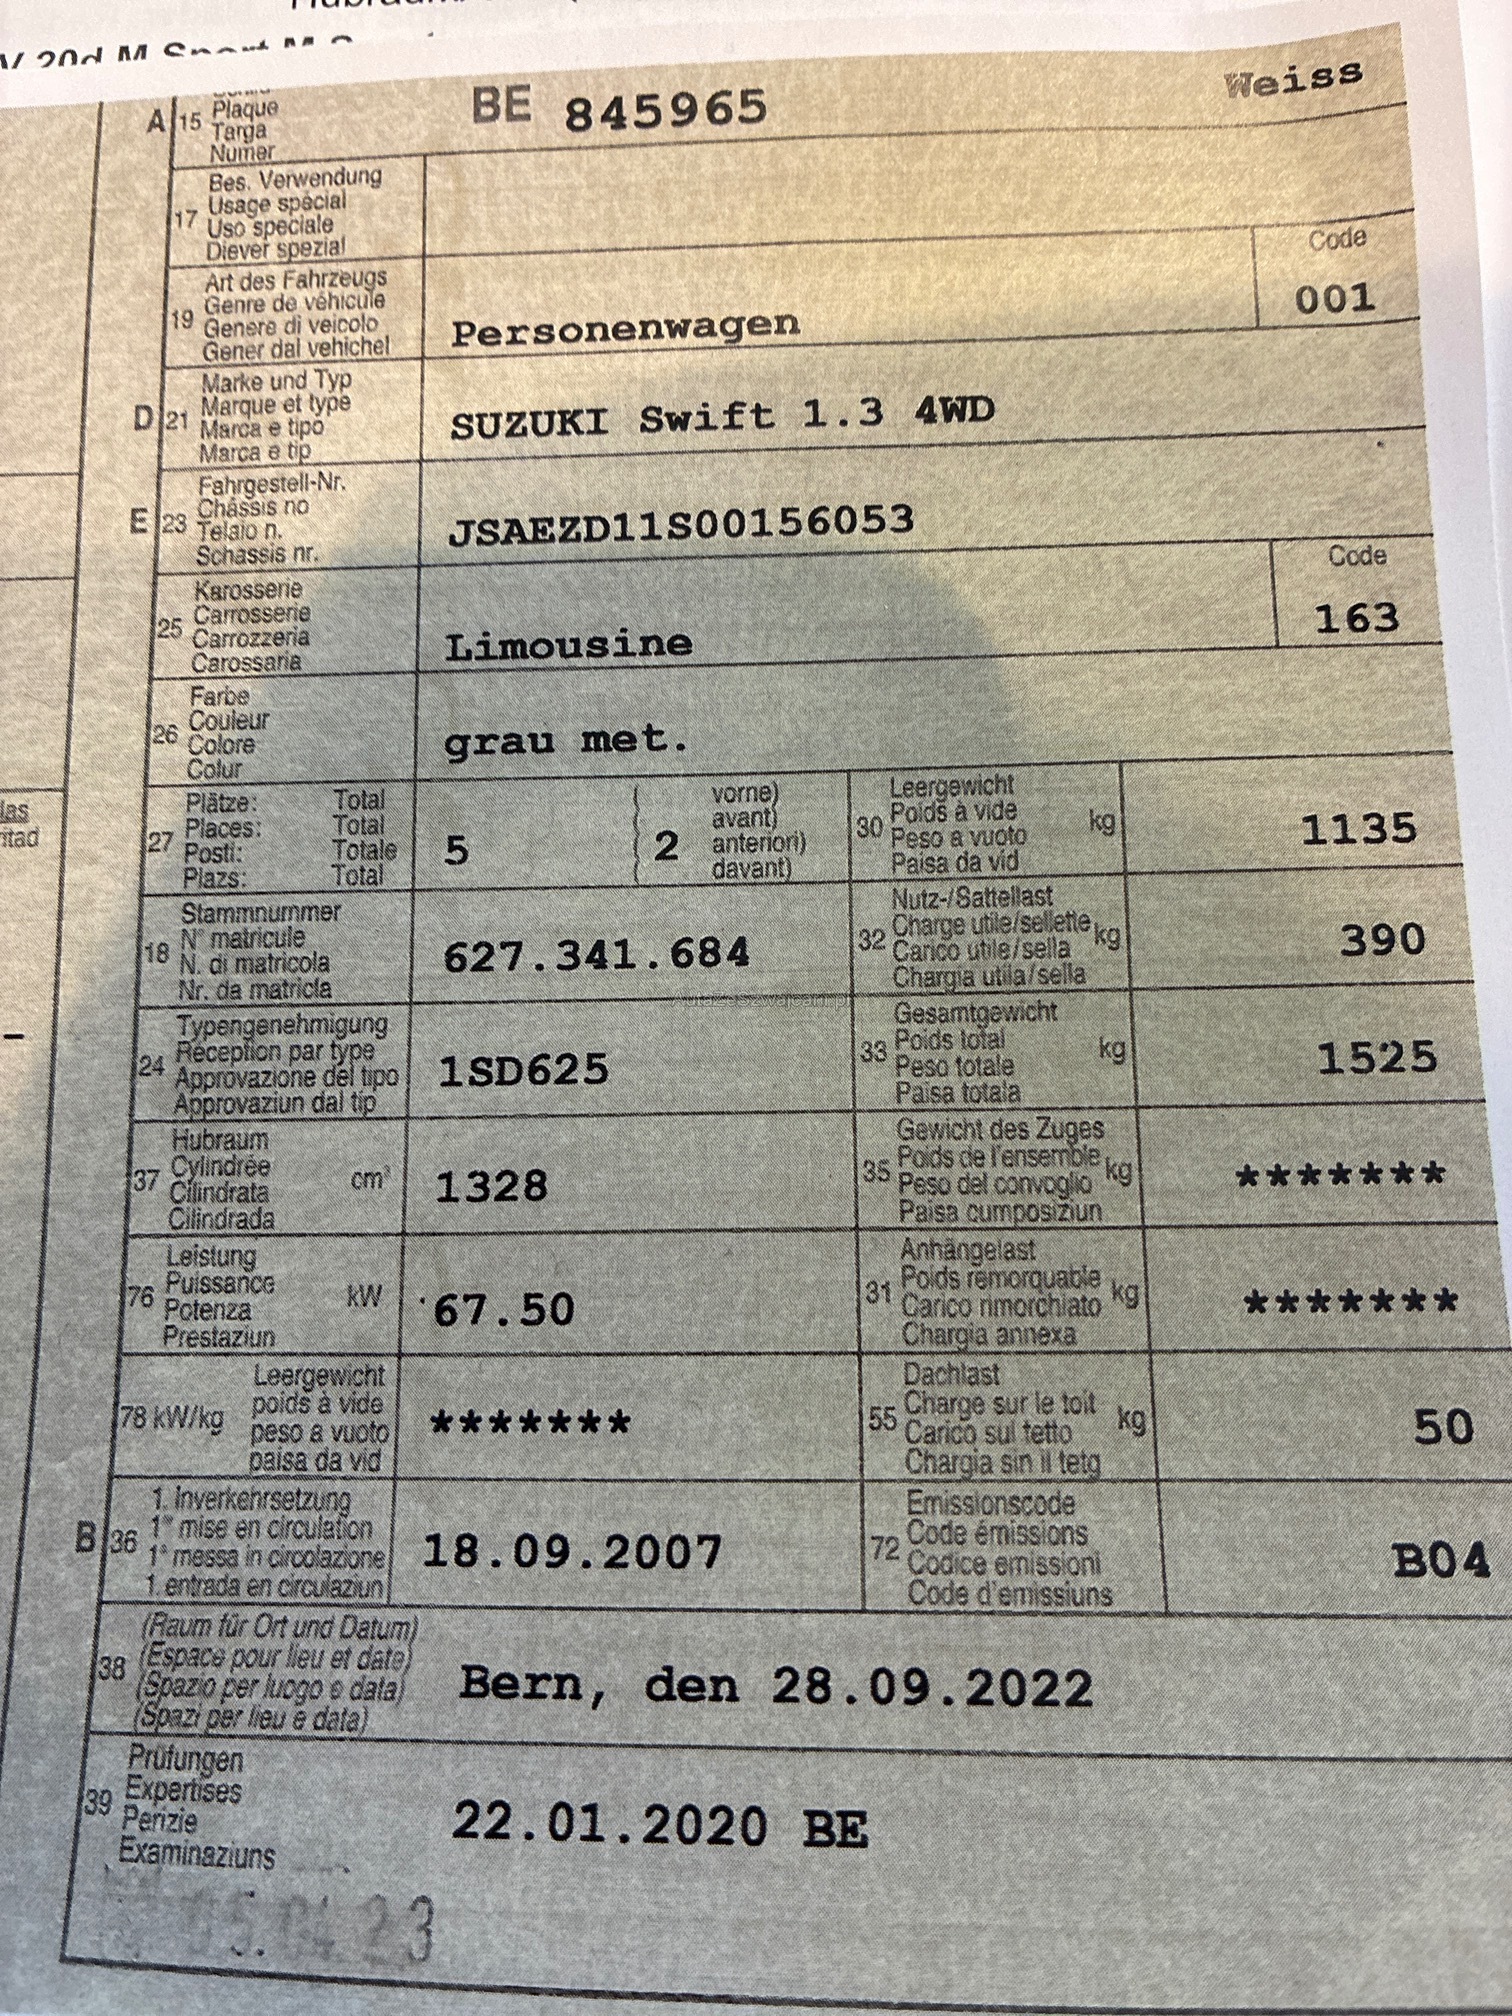 A 15 Plaque BE 845965 Weiss
Targa
Numer
17 Bes. Verwendung
Usage spécial
Uso speciale
Diever spezial
19 Art des Fahrzeugs Code
Genre de véhicule
Genere di veicolo
Gener dal vehichel
Personenwagen 001
D 21 Marke und Typ
Marque et type
Marca e tipo
Marca e tip
SUZUKI Swift 1.3 4WD
E 23 Fahrgestell-Nr.
Châssis no
Telaio n.
Schassis nr.
JSAEZD11S00156053
25 Karosserie Code
Carrosserie
Carrozzeria
Carossaria
Limousine 163
26 Farbe
Couleur
Colore
Colur
grau met.
27 Plätze: Total
Places: Total
Posti: Totale
Plazs: Total
5 ( 2 vorne)
avant)
anteriori)
davant)
30 Leergewicht
Poids à vide
Peso a vuoto
Paisa da vid
kg 1135
18 Stammnummer
N° matricule
N. di matricola
Nr. da matricla
627.341.684
32 Nutz-/Sattellast
Charge utile/sellette
Carico utile/sella
Chargia utila/sella
kg 390
24 Typengenehmigung
Réception par type
Approvazione del tipo
Approvaziun dal tip
1SD625
33 Gesamtgewicht
Poids total
Peso totale
Paisa totala
kg 1525
37 Hubraum
Cylindrée
Cilindrata
Cilindrada
cm³ 1328
35 Gewicht des Zuges
Poids de l'ensemble
Peso del convoglio
Paisa cumposiziun
kg *******
76 Leistung
Puissance
Potenza
Prestaziun
kW 67.50
31 Anhängelast
Poids remorquable
Carico rimorchiato
Chargia annexa
kg *******
78 kW/kg Leergewicht
poids à vide
peso a vuoto
paisa da vid
*******
55 Dachlast
Charge sur le toit
Carico sul tetto
Chargia sin il tetg
kg 50
B 36 1. Inverkehrsetzung
1re mise en circulation
1a messa in circolazione
1. entrada en circulaziun
18.09.2007
72 Emissionscode
Code émissions
Codice emissioni
Code d'emissiuns
B04
38 (Raum für Ort und Datum)
(Espace pour lieu et date)
(Spazio per luogo e data)
(Spazi per lieu e data)
Bern, den 28.09.2022
39 Prüfungen
Expertises
Perizie
Examinaziuns
22.01.2020 BE
05.04.23